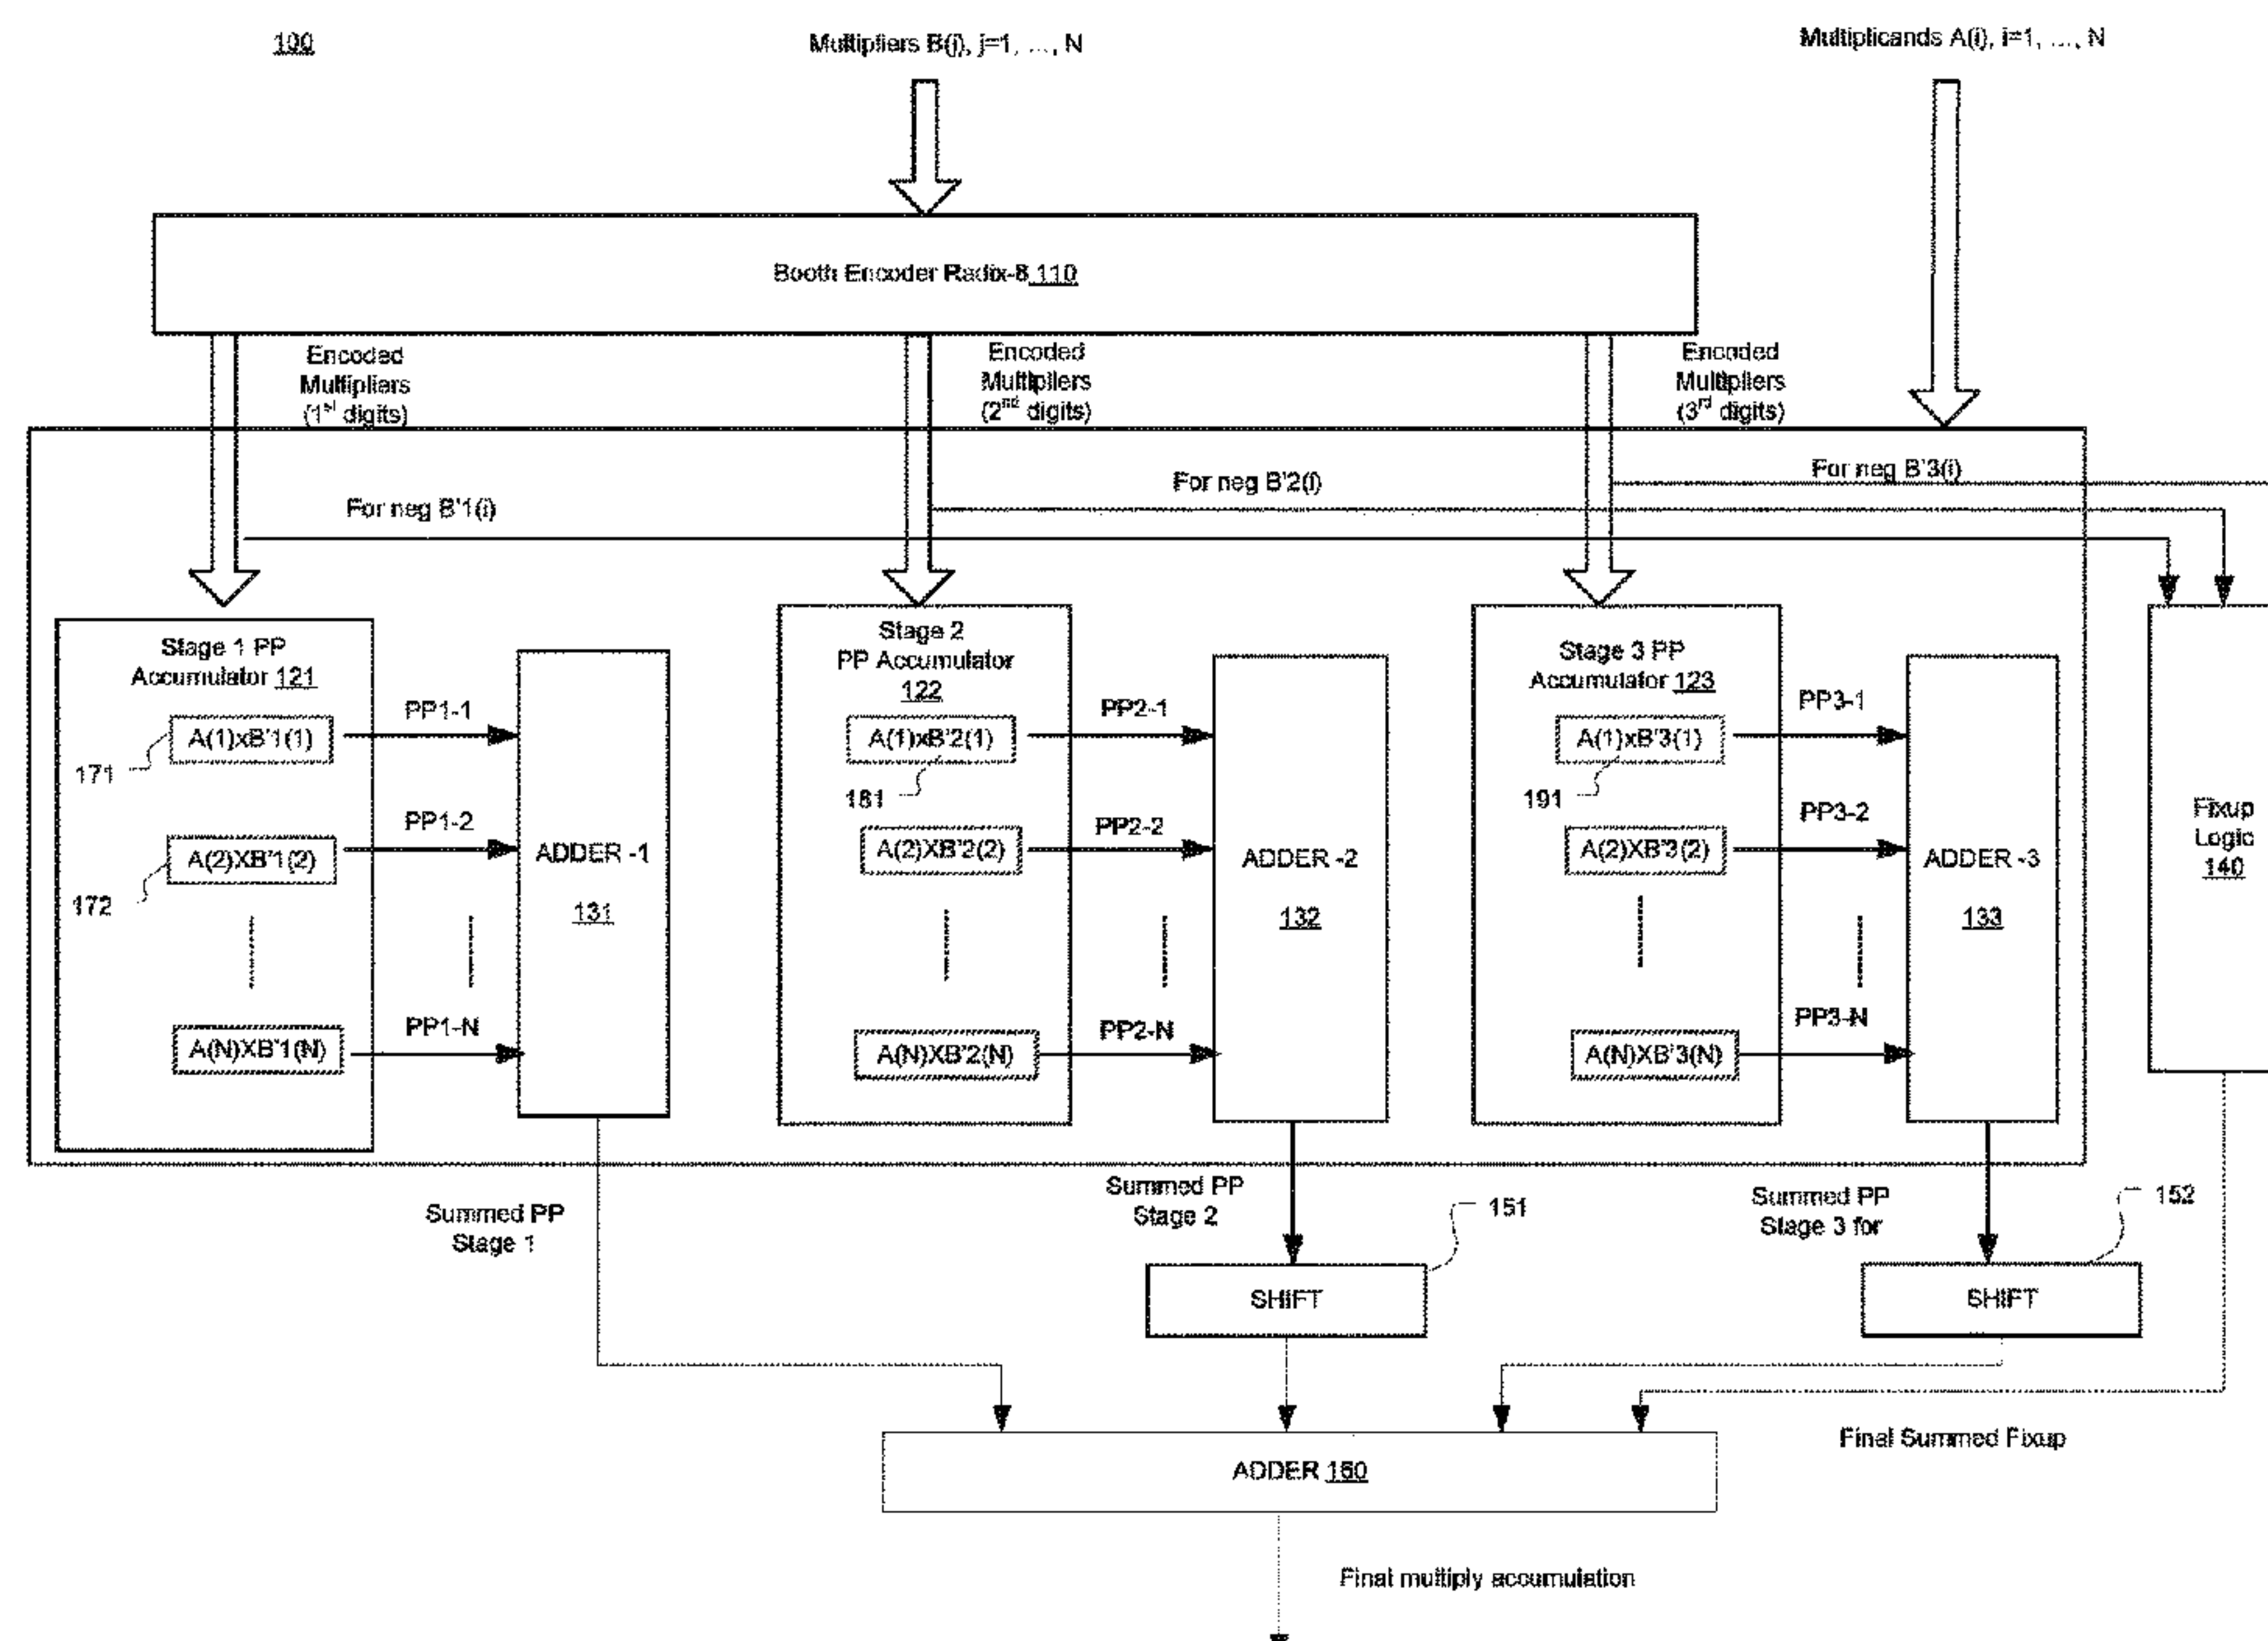 100
Multipliers B(j), j=1, ..., N
Multiplicands A(i), i=1, ..., N
Booth Encoder Radix-8 110
Encoded
Multipliers
(1st digits)
Encoded
Multipliers
(2nd digits)
Encoded
Multipliers
(3rd digits)
For neg B'1(i)
For neg B'2(i)
For neg B'3(i)
Stage 1 PP
Accumulator 121
A(1)xB'1(1)
171
A(2)XB'1(2)
172
A(N)XB'1(N)
PP1-1
PP1-2
PP1-N
ADDER -1
131
Stage 2
PP Accumulator
122
A(1)xB'2(1)
181
A(2)XB'2(2)
A(N)XB'2(N)
PP2-1
PP2-2
PP2-N
ADDER -2
132
Stage 3 PP
Accumulator 123
A(1)xB'3(1)
191
A(2)XB'3(2)
A(N)XB'3(N)
PP3-1
PP3-2
PP3-N
ADDER -3
133
Fixup
Logic
140
Summed PP
Stage 1
Summed PP
Stage 2
151
SHIFT
Summed PP
Stage 3 for
152
SHIFT
Final Summed Fixup
ADDER 160
Final multiply accumulation